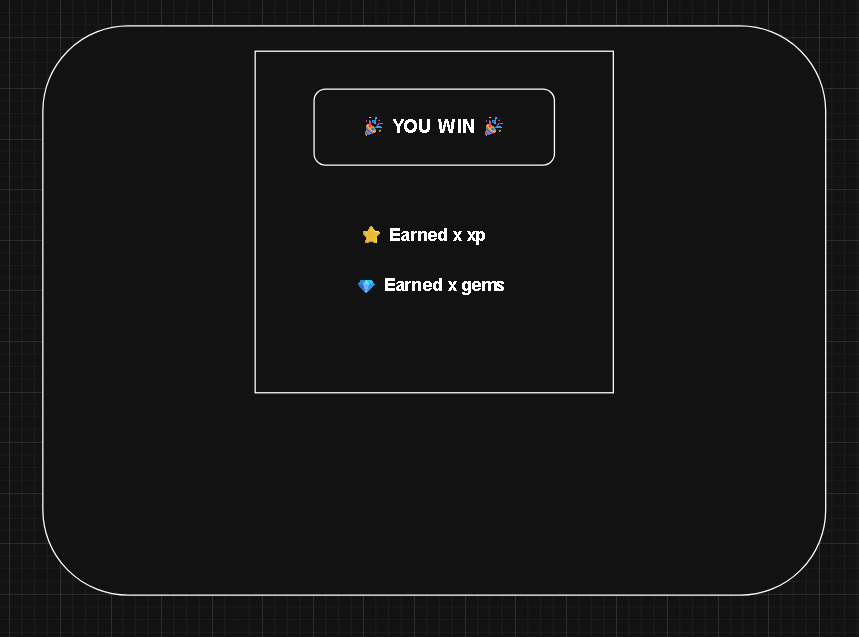 🎉 YOU WIN 🎉
⭐ Earned x xp
💎 Earned x gems